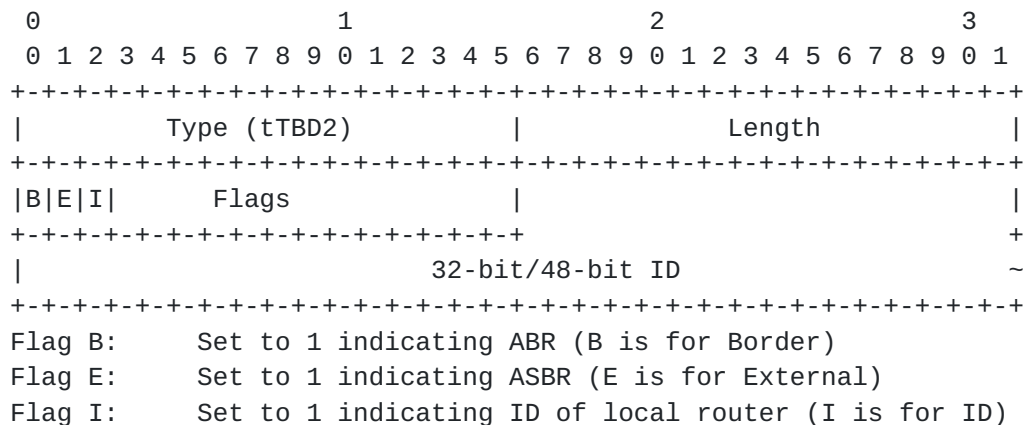 0                   1                   2                   3
 0 1 2 3 4 5 6 7 8 9 0 1 2 3 4 5 6 7 8 9 0 1 2 3 4 5 6 7 8 9 0 1
+-+-+-+-+-+-+-+-+-+-+-+-+-+-+-+-+-+-+-+-+-+-+-+-+-+-+-+-+-+-+-+-+
|         Type (tTBD2)          |             Length            |
+-+-+-+-+-+-+-+-+-+-+-+-+-+-+-+-+-+-+-+-+-+-+-+-+-+-+-+-+-+-+-+-+
|B|E|I|      Flags              |                               |
+-+-+-+-+-+-+-+-+-+-+-+-+-+-+-+-+                               +
|                          32-bit/48-bit ID                     ~
+-+-+-+-+-+-+-+-+-+-+-+-+-+-+-+-+-+-+-+-+-+-+-+-+-+-+-+-+-+-+-+-+
Flag B:     Set to 1 indicating ABR (B is for Border)
Flag E:     Set to 1 indicating ASBR (E is for External)
Flag I:     Set to 1 indicating ID of local router (I is for ID)